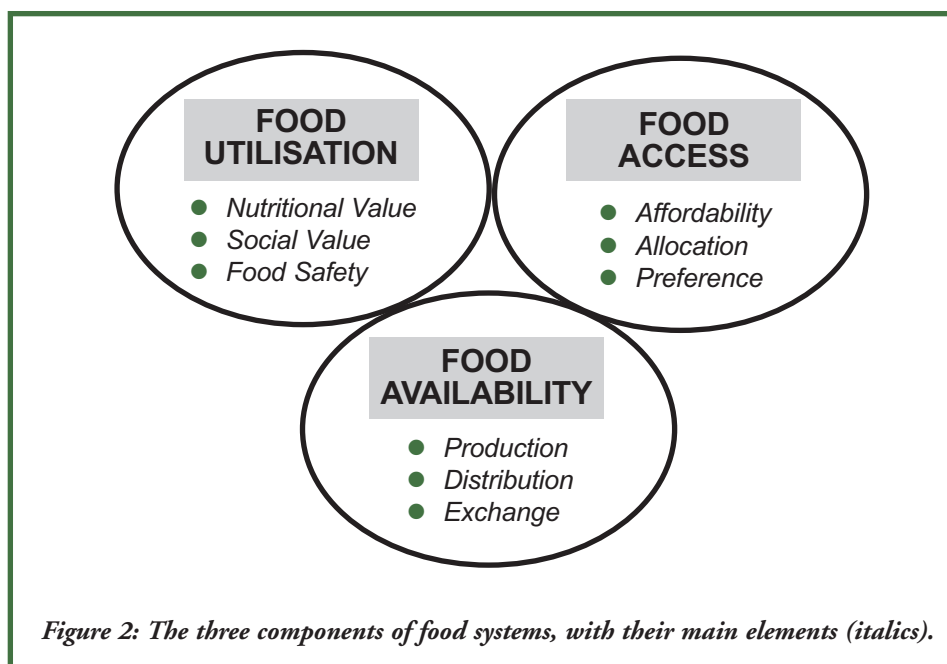 FOOD
UTILISATION
Nutritional Value
Social Value
Food Safety
FOOD
ACCESS
Affordability
Allocation
Preference
FOOD
AVAILABILITY
Production
Distribution
Exchange
Figure 2: The three components of food systems, with their main elements (italics).